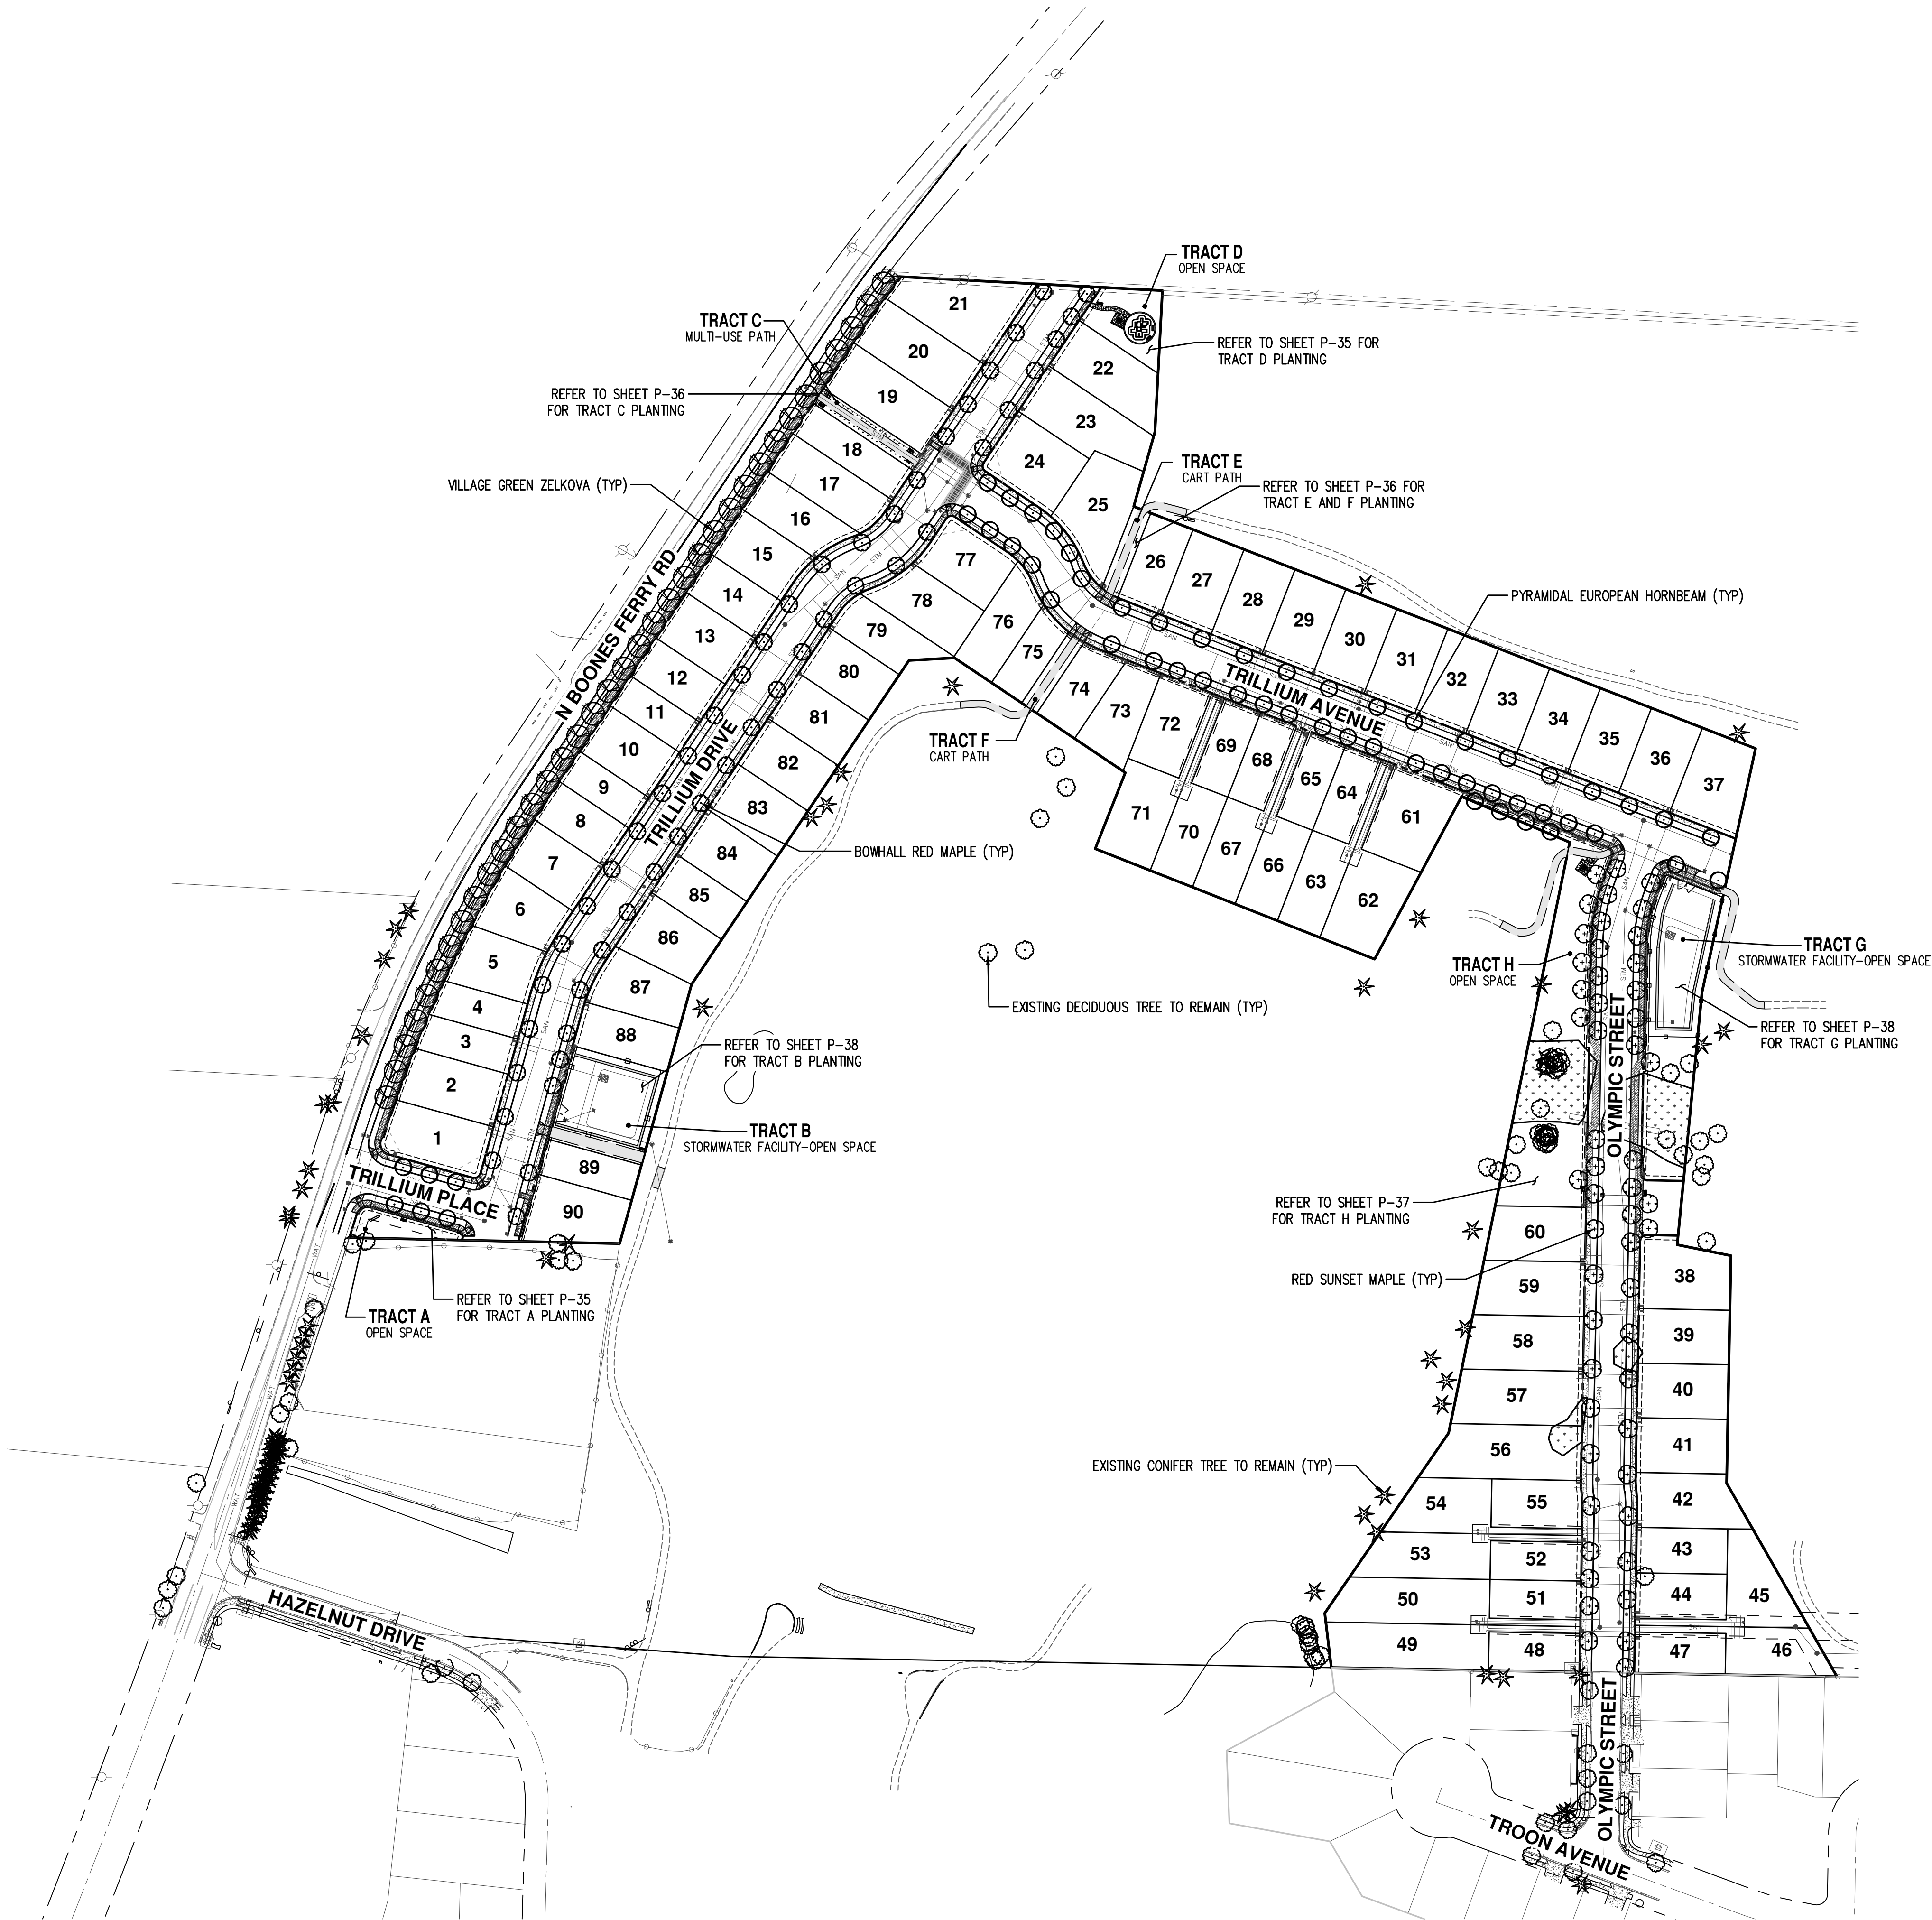 TRACT D
OPEN SPACE
TRACT C
MULTI-USE PATH
REFER TO SHEET P-35 FOR
TRACT D PLANTING
REFER TO SHEET P-36
FOR TRACT C PLANTING
TRACT E
CART PATH
VILLAGE GREEN ZELKOVA (TYP)
REFER TO SHEET P-36 FOR
TRACT E AND F PLANTING
N BOONES FERRY RD
PYRAMIDAL EUROPEAN HORNBEAM (TYP)
TRILLIUM AVENUE
TRILLIUM DRIVE
TRACT F
CART PATH
BOWHALL RED MAPLE (TYP)
TRACT G
STORMWATER FACILITY-OPEN SPACE
TRACT H
OPEN SPACE
EXISTING DECIDUOUS TREE TO REMAIN (TYP)
OLYMPIC STREET
REFER TO SHEET P-38
FOR TRACT G PLANTING
REFER TO SHEET P-38
FOR TRACT B PLANTING
TRACT B
STORMWATER FACILITY-OPEN SPACE
TRILLIUM PLACE
REFER TO SHEET P-37
FOR TRACT H PLANTING
RED SUNSET MAPLE (TYP)
REFER TO SHEET P-35
FOR TRACT A PLANTING
TRACT A
OPEN SPACE
EXISTING CONIFER TREE TO REMAIN (TYP)
HAZELNUT DRIVE
OLYMPIC STREET
TROON AVENUE
1
2
3
4
5
6
7
8
9
10
11
12
13
14
15
16
17
18
19
20
21
22
23
24
25
26
27
28
29
30
31
32
33
34
35
36
37
38
39
40
41
42
43
44
45
46
47
48
49
50
51
52
53
54
55
56
57
58
59
60
61
62
63
64
65
66
67
68
69
70
71
72
73
74
75
76
77
78
79
80
81
82
83
84
85
86
87
88
89
90
SAN
STM
SAN
STM
SAN
STM
SAN
STM
WAT
WAT
WAT